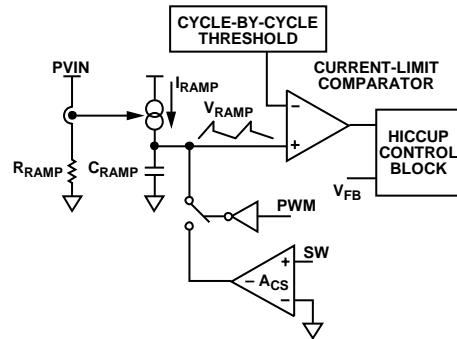 CYCLE-BY-CYCLE
THRESHOLD
PVIN
IRAMP
CURRENT-LIMIT
COMPARATOR
VRAMP
–
+
HICCUP
CONTROL
BLOCK
RRAMP
CRAMP
VFB
PWM
+
SW
– ACS
–